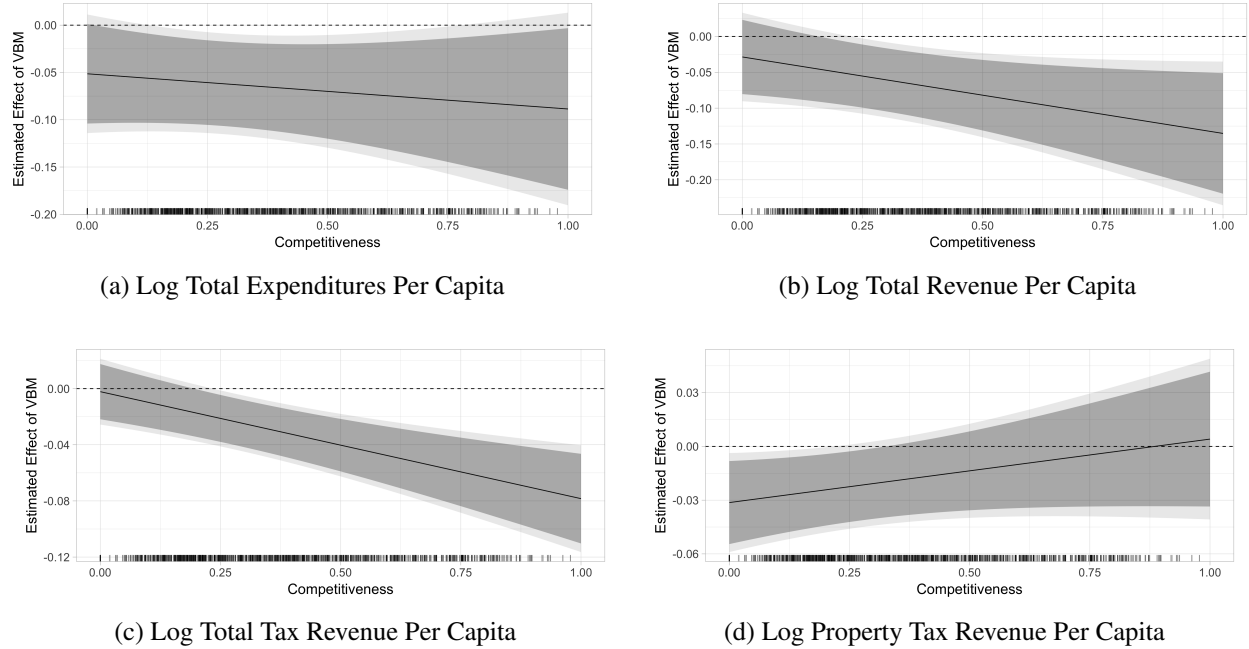 0.00
-0.05
-0.10
-0.15
-0.20
Estimated Effect of VBM
0.00 0.25 0.50 0.75 1.00
Competitiveness
(a) Log Total Expenditures Per Capita
0.00
-0.05
-0.10
-0.15
-0.20
Estimated Effect of VBM
0.00 0.25 0.50 0.75 1.00
Competitiveness
(b) Log Total Revenue Per Capita
0.00
-0.04
-0.08
-0.12
Estimated Effect of VBM
0.00 0.25 0.50 0.75 1.00
Competitiveness
(c) Log Total Tax Revenue Per Capita
0.03
0.00
-0.03
-0.06
Estimated Effect of VBM
0.00 0.25 0.50 0.75 1.00
Competitiveness
(d) Log Property Tax Revenue Per Capita